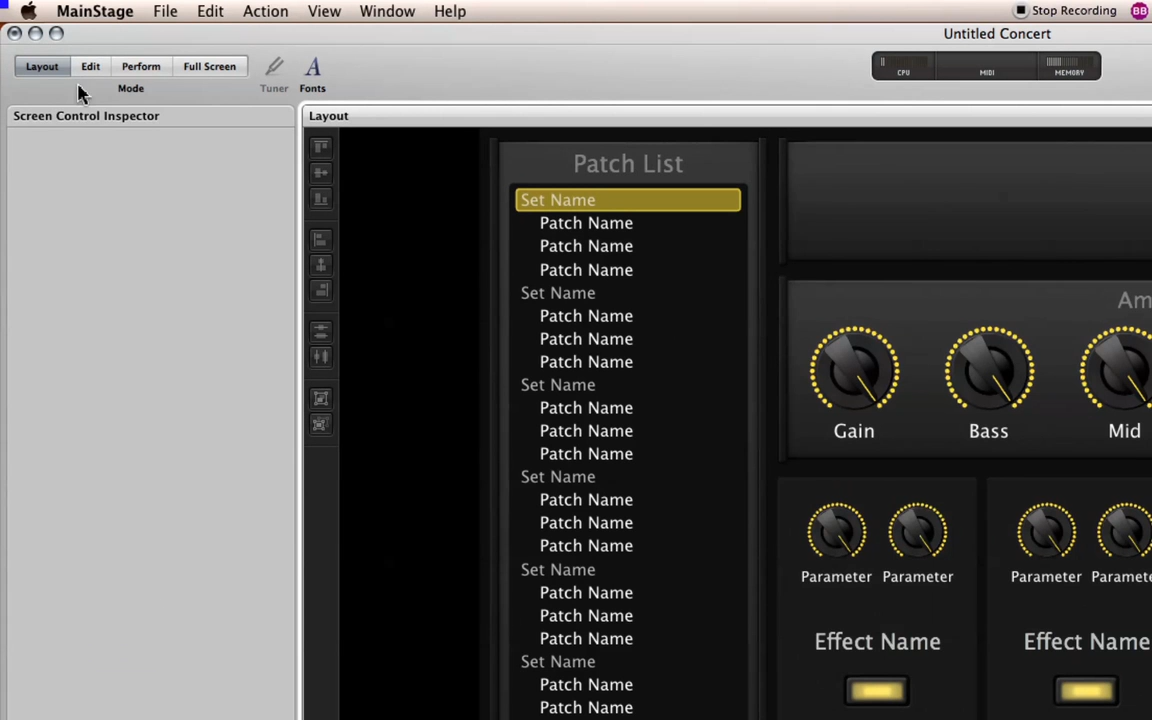 MainStage File Edit Action View Window Help Stop Recording BB
Untitled Concert
Layout Edit Perform Full Screen
Mode Tuner Fonts
CPU MIDI MEMORY
Screen Control Inspector
Layout
Patch List
Set Name
Patch Name
Patch Name
Patch Name
Set Name
Patch Name
Patch Name
Patch Name
Set Name
Patch Name
Patch Name
Patch Name
Set Name
Patch Name
Patch Name
Patch Name
Set Name
Patch Name
Patch Name
Patch Name
Set Name
Patch Name
Patch Name
Am
Gain Bass Mid
Parameter Parameter Parameter Paramete
Effect Name Effect Name